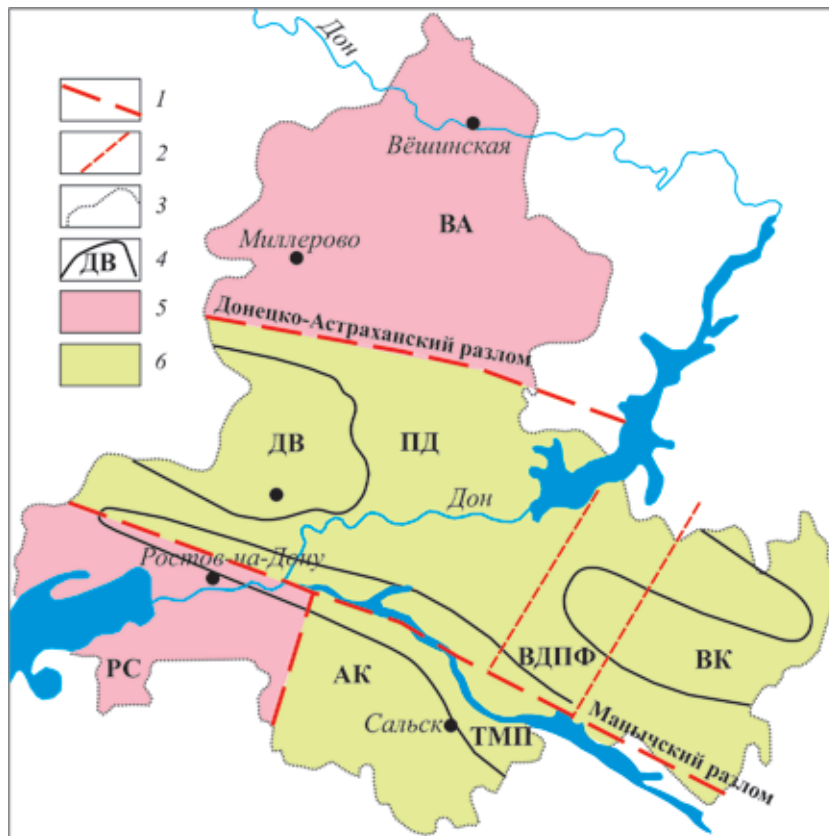 Дон
1
2
3
ДВ
4
5
6
Вёшинская
ВА
Миллерово
Донецко-Астраханский разлом
ДВ
ПД
Дон
Ростов-на-Дону
РС
АК
ВДПФ
ВК
Сальск
ТМП
Манычский разлом